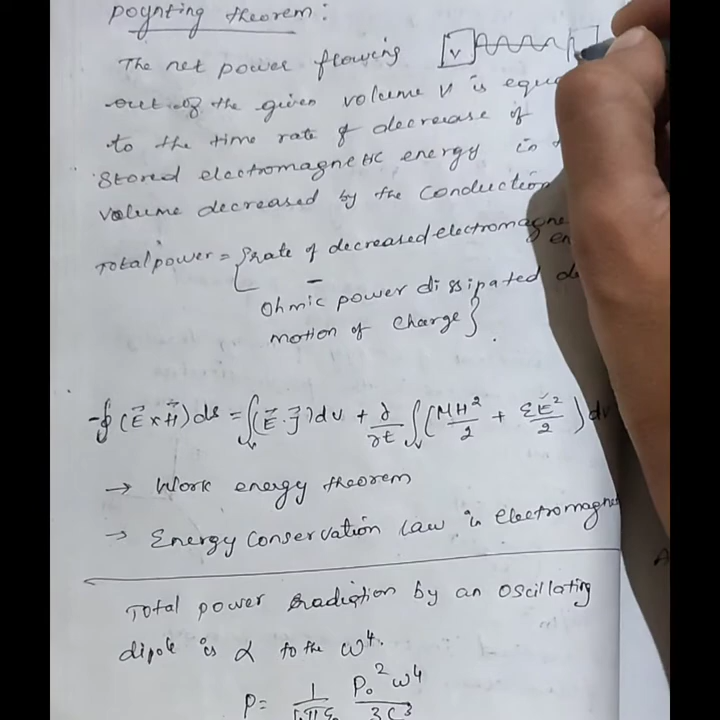 Poynting theorem:
V
The net power flowing
out of the given volume V is
to the time rate of decrease of
Stored electromagnetic energy in
volume decreased by the Conduction
Total power = { rate of decreased electromagne
-
Ohmic power dissipated
motion of charge }.
-∮(E⃗×H⃗)ds = ∫v(E⃗.J⃗)dv + ∂/∂t ∫v(μH²/2 + εE²/2)dv
→ Work energy theorem
→ Energy Conservation law in electromagne
Total power Radiation by an oscillating
dipole is α to the ω⁴.
P= P₀²ω⁴ / 3C³